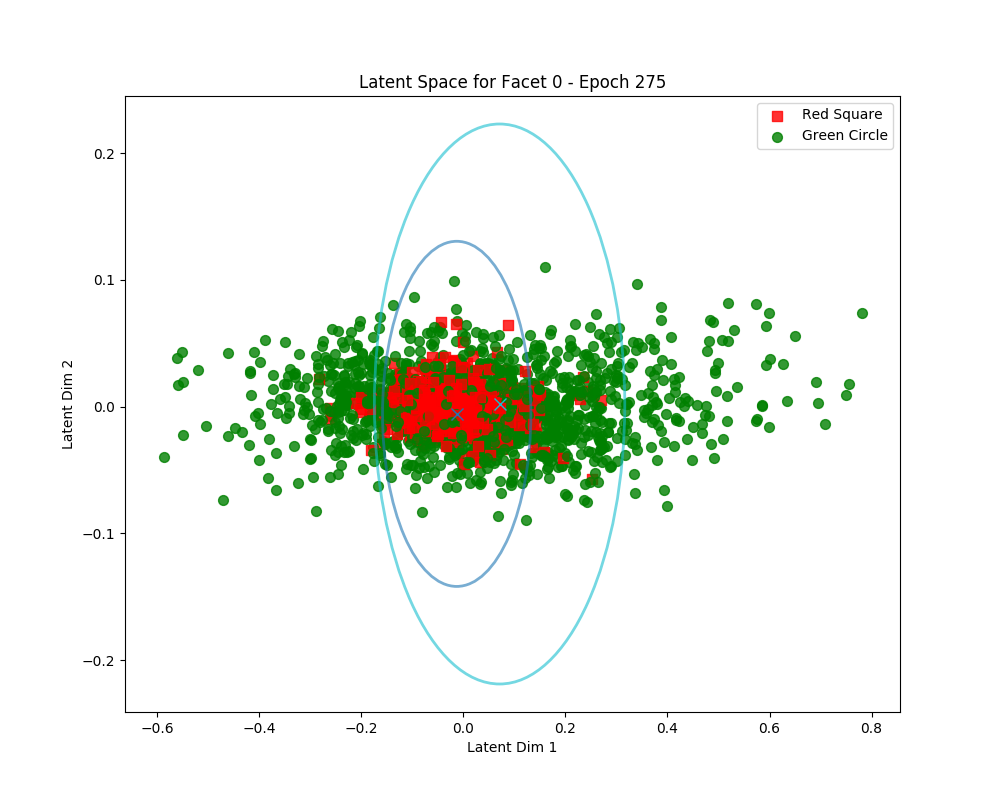 Latent Space for Facet 0 - Epoch 275
Red Square
Green Circle
0.2
0.1
0.0
−0.1
−0.2
Latent Dim 2
−0.6
−0.4
−0.2
0.0
0.2
0.4
0.6
0.8
Latent Dim 1